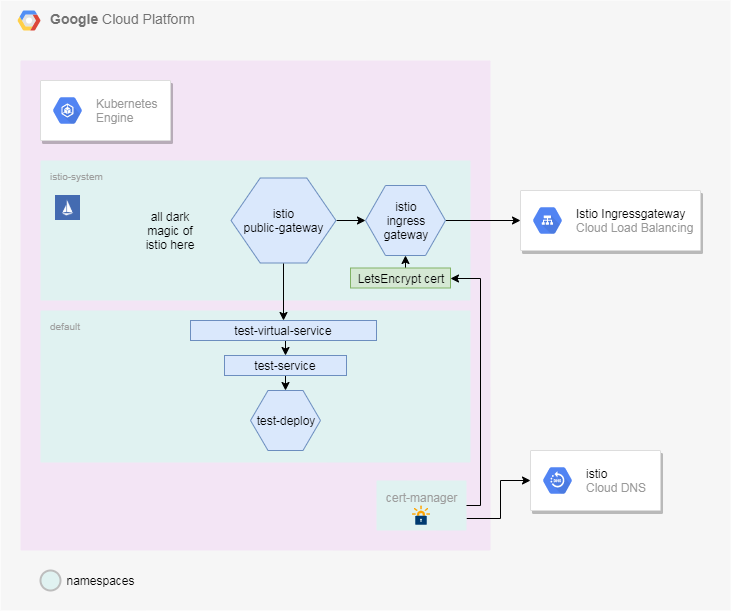 Google Cloud Platform
Kubernetes
Engine
istio-system
all dark
magic of
istio here
istio
public-gateway
istio
ingress
gateway
LetsEncrypt cert
Istio Ingressgateway
Cloud Load Balancing
default
test-virtual-service
test-service
test-deploy
cert-manager
istio
Cloud DNS
namespaces